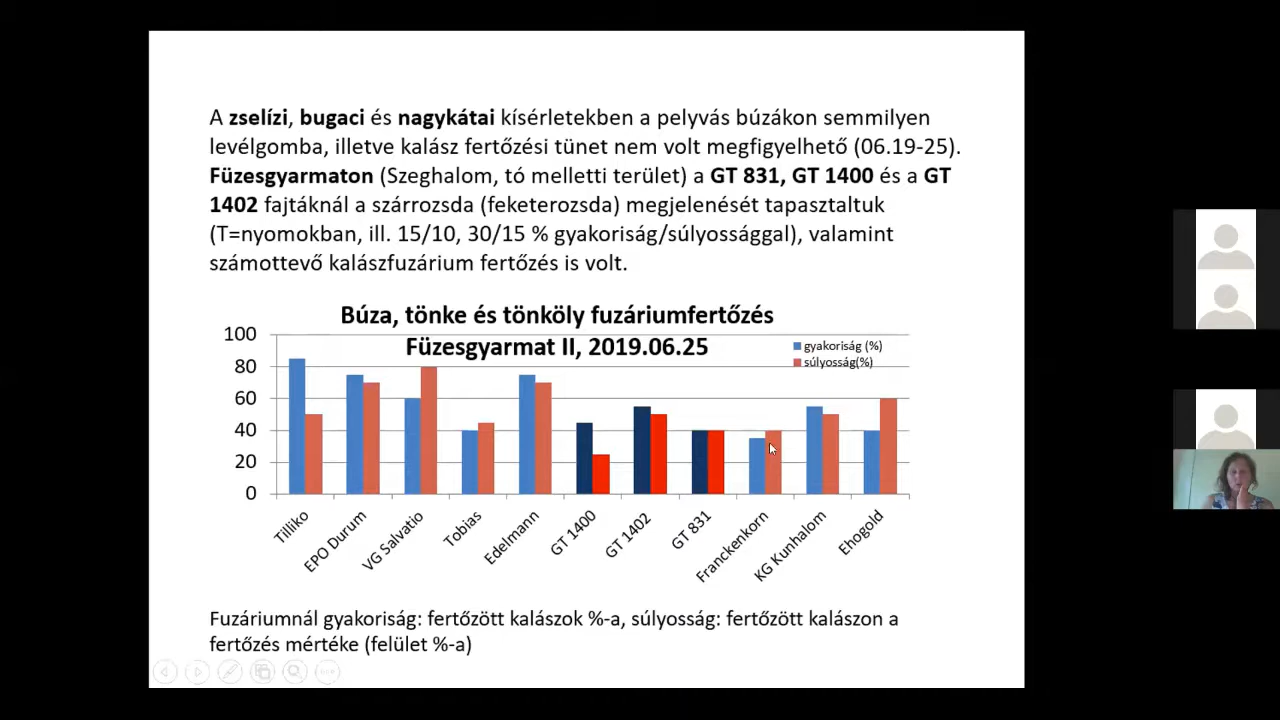 A zselízi, bugaci és nagykátai kísérletekben a pelyvás búzákon semmilyen
levélgomba, illetve kalász fertőzési tünet nem volt megfigyelhető (06.19-25).
Füzesgyarmaton (Szeghalom, tó melletti terület) a GT 831, GT 1400 és a GT
1402 fajtáknál a szárrozsda (feketerozsda) megjelenését tapasztaltuk
(T=nyomokban, ill. 15/10, 30/15 % gyakoriság/súlyossággal), valamint
számottevő kalászfuzárium fertőzés is volt.
Búza, tönke és tönköly fuzáriumfertőzés
Füzesgyarmat II, 2019.06.25
gyakoriság (%)
súlyosság(%)
100
80
60
40
20
0
Tilliko
EPO Durum
VG Salvatio
Tobias
Edelmann
GT 1400
GT 1402
GT 831
Franckenkorn
KG Kunhalom
Ehogold
Fuzáriumnál gyakoriság: fertőzött kalászok %-a, súlyosság: fertőzött kalászon a
fertőzés mértéke (felület %-a)